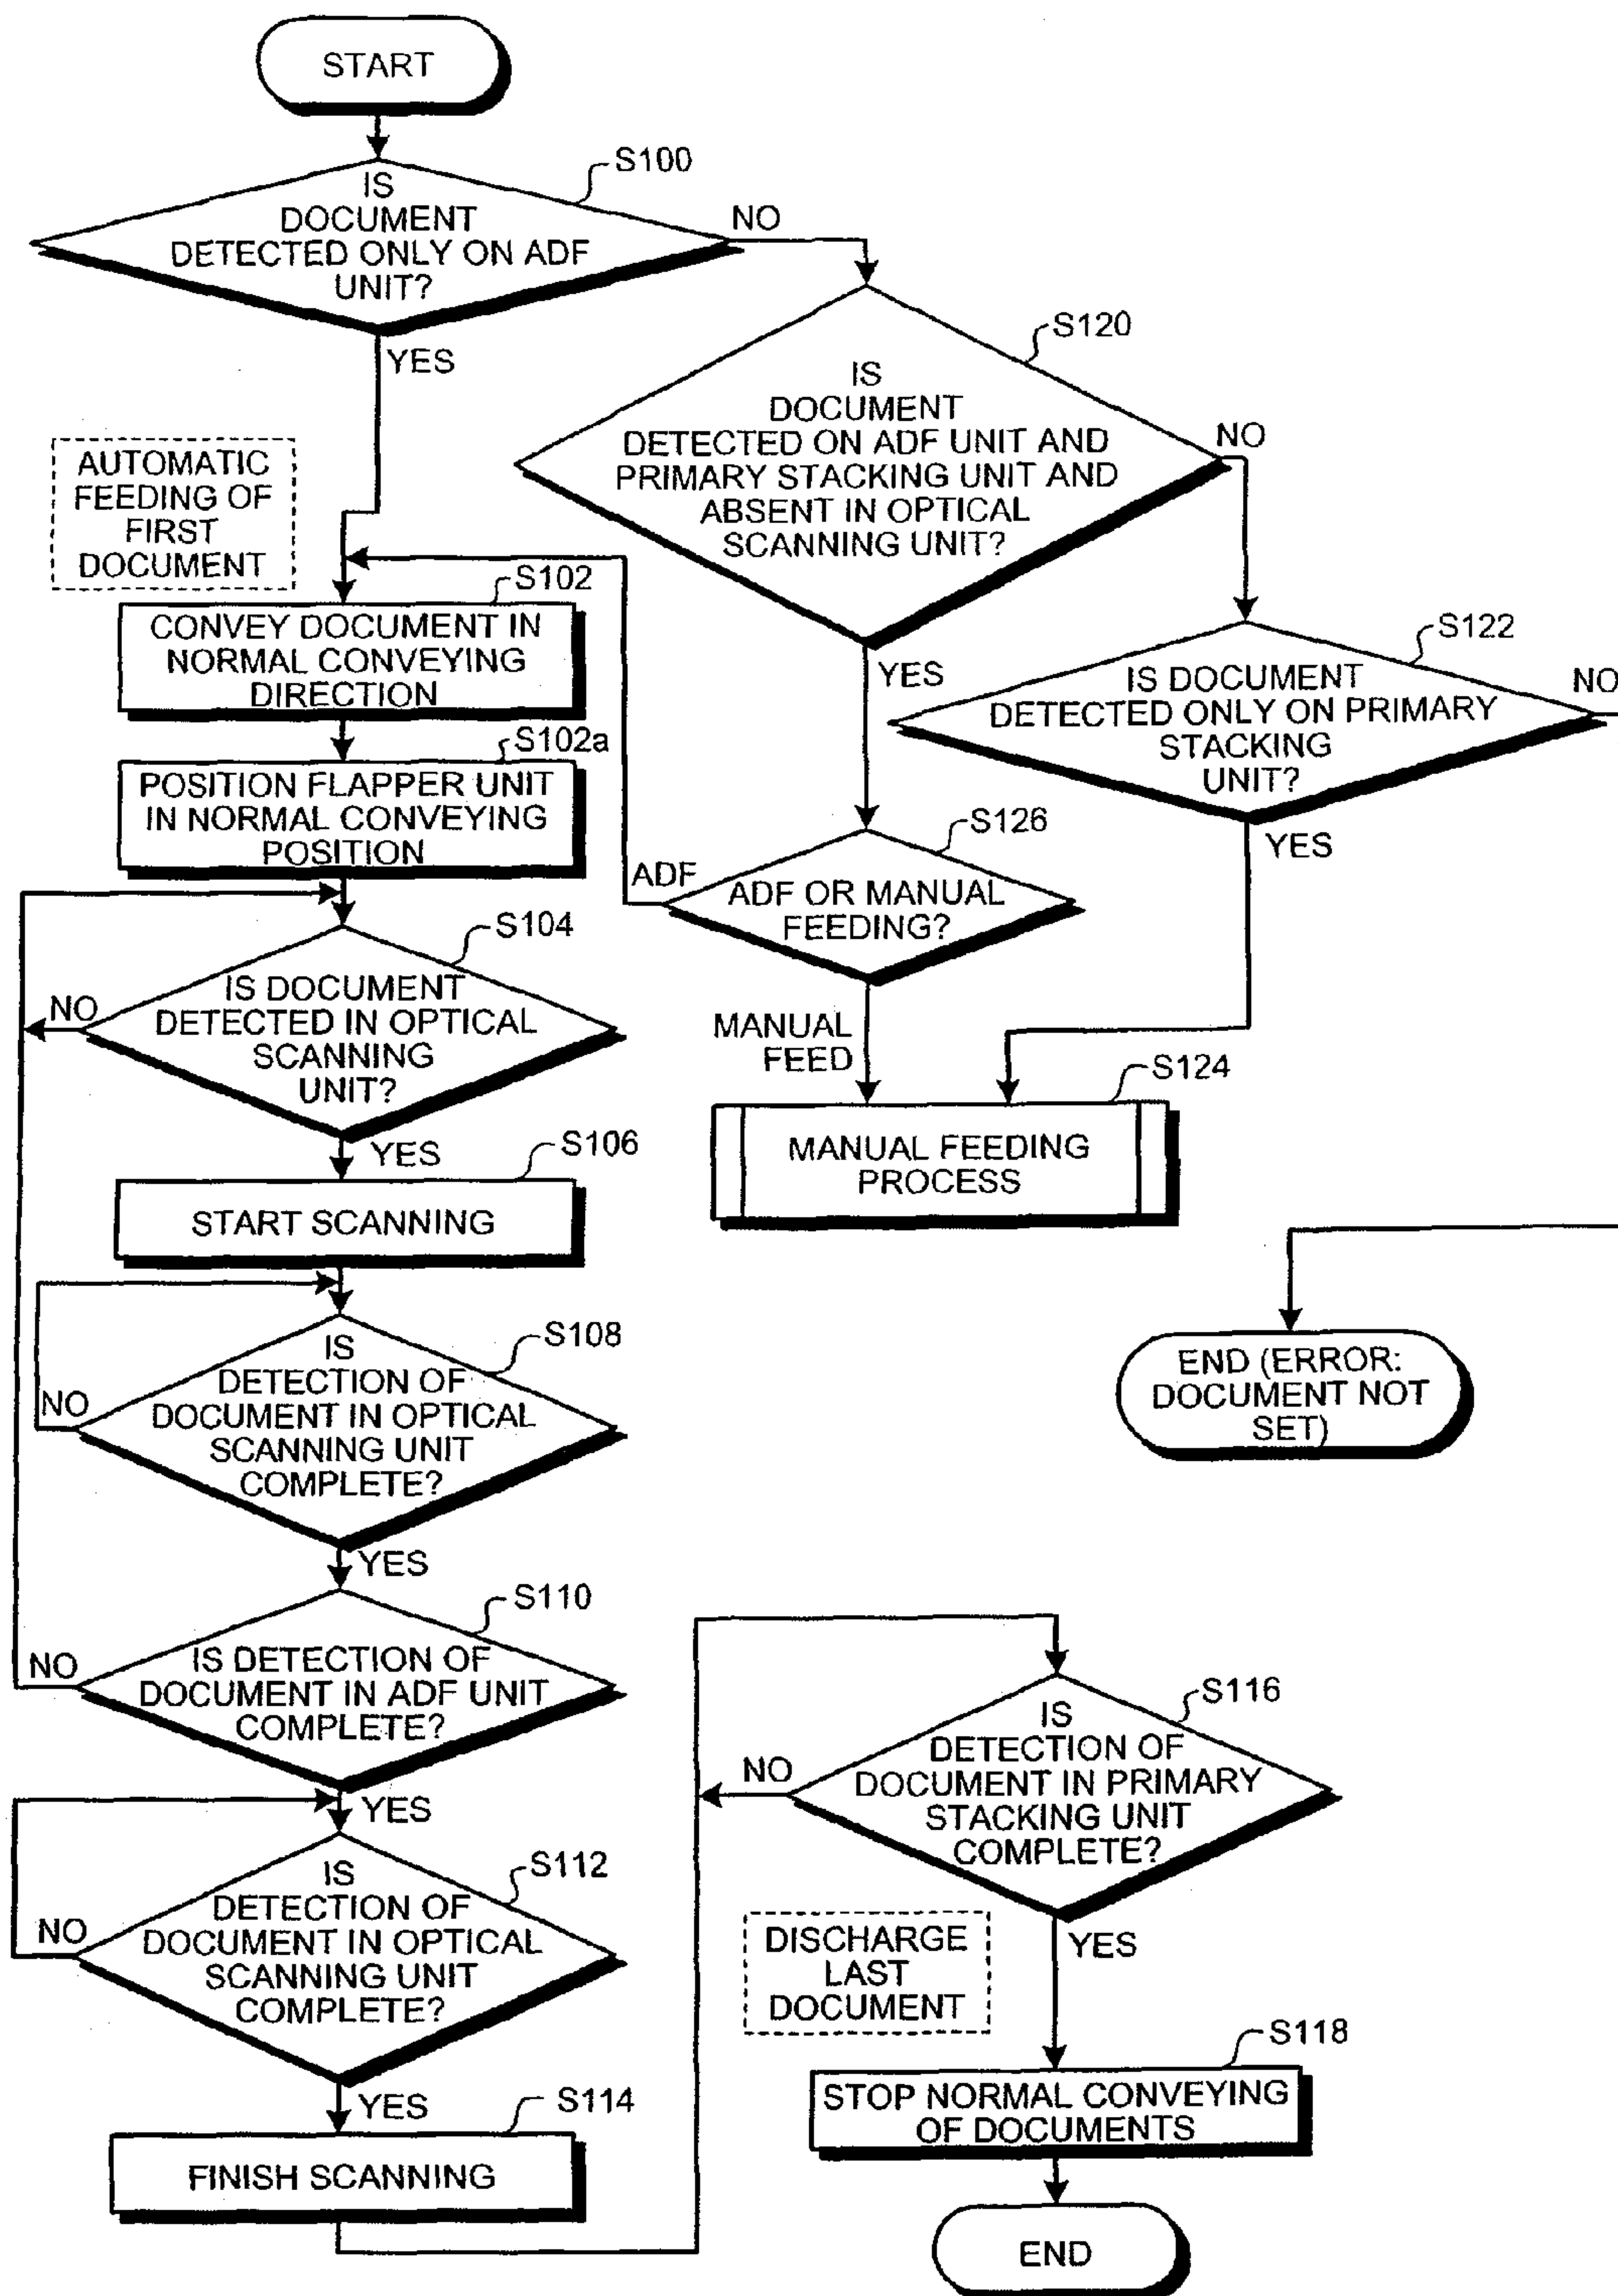 START
S100
IS
DOCUMENT
DETECTED ONLY ON ADF
UNIT?
NO
YES
S120
IS
DOCUMENT
DETECTED ON ADF UNIT AND
PRIMARY STACKING UNIT AND
ABSENT IN OPTICAL
SCANNING UNIT?
NO
YES
AUTOMATIC
FEEDING OF
FIRST
DOCUMENT
S102
CONVEY DOCUMENT IN
NORMAL CONVEYING
DIRECTION
S102a
POSITION FLAPPER UNIT
IN NORMAL CONVEYING
POSITION
S122
IS DOCUMENT
DETECTED ONLY ON PRIMARY
STACKING
UNIT?
NO
YES
S126
ADF
ADF OR MANUAL
FEEDING?
MANUAL
FEED
S104
IS DOCUMENT
DETECTED IN OPTICAL
SCANNING
UNIT?
NO
YES
S124
MANUAL FEEDING
PROCESS
S106
START SCANNING
END (ERROR:
DOCUMENT NOT
SET)
S108
IS
DETECTION OF
DOCUMENT IN OPTICAL
SCANNING UNIT
COMPLETE?
NO
YES
S110
IS DETECTION OF
DOCUMENT IN ADF UNIT
COMPLETE?
NO
YES
S112
IS
DETECTION OF
DOCUMENT IN OPTICAL
SCANNING UNIT
COMPLETE?
NO
YES
S114
FINISH SCANNING
S116
IS
DETECTION OF
DOCUMENT IN PRIMARY
STACKING UNIT
COMPLETE?
NO
YES
DISCHARGE
LAST
DOCUMENT
S118
STOP NORMAL CONVEYING
OF DOCUMENTS
END